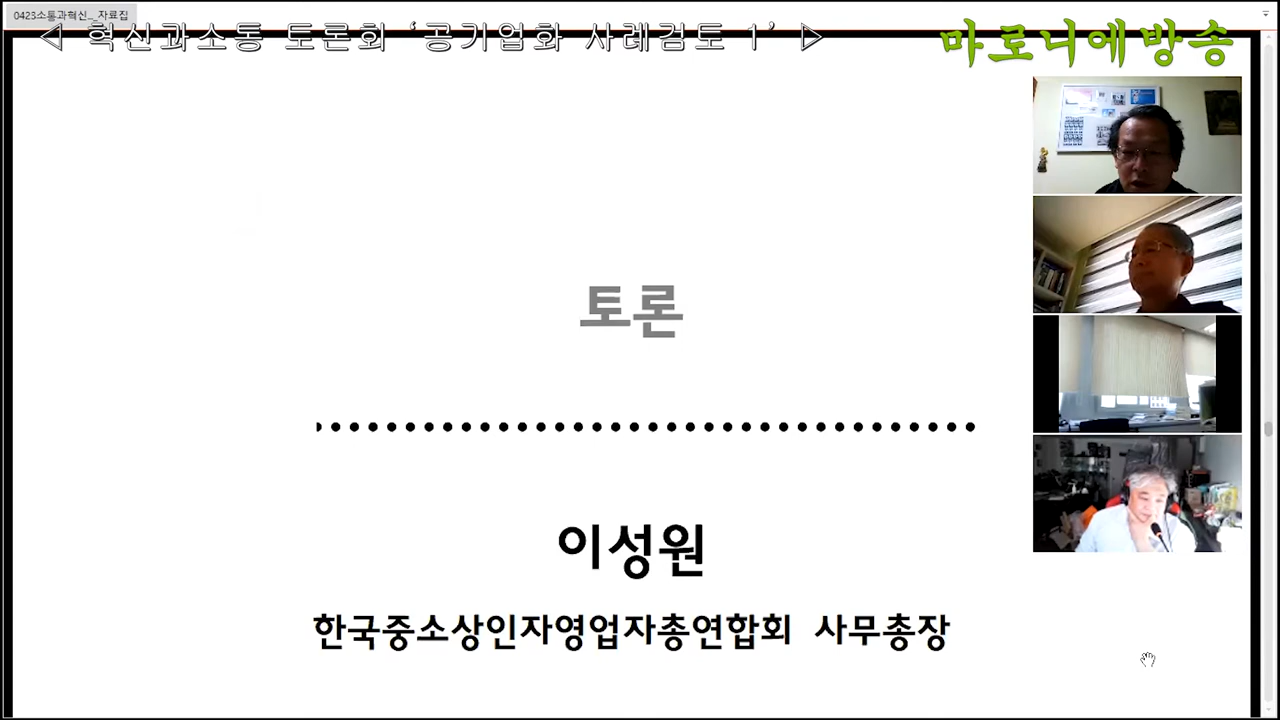 0423소통과혁신.._자료집
◁ 혁신과소통 토론회 '공기업화 사례검토 1' ▷
마로니에방송
토론
이성원
한국중소상인자영업자총연합회 사무총장